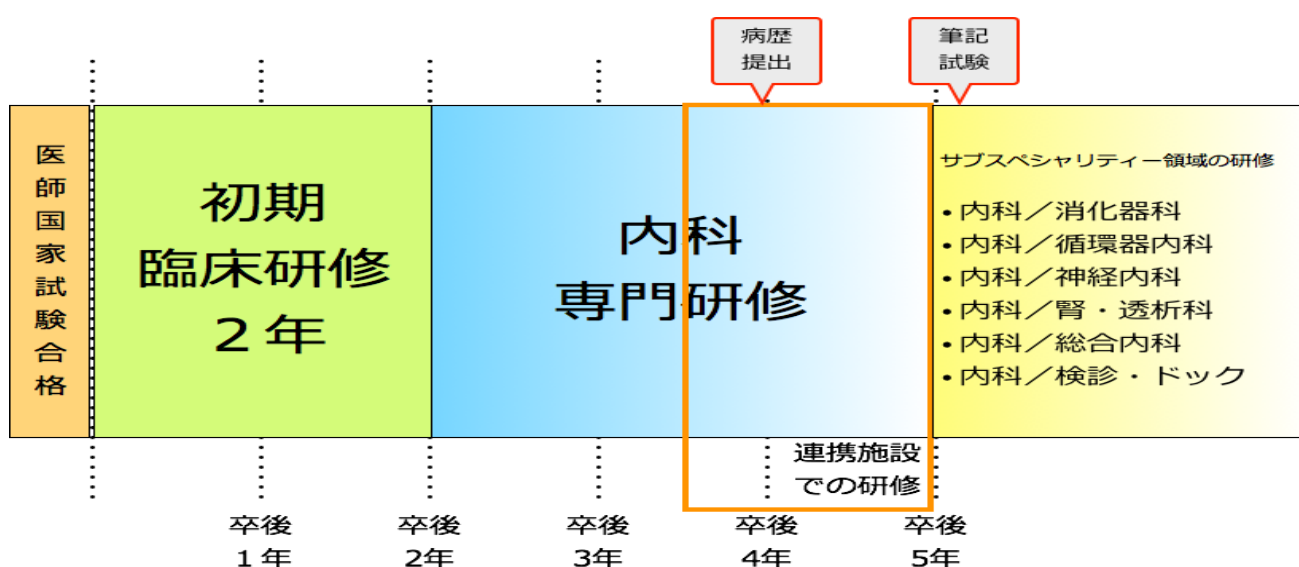 病歴
提出
筆記
試験
医
師
国
家
試
験
合
格
初期
臨床研修
２年
内科
専門研修
サブスペシャリティー領域の研修
•内科／消化器科
•内科／循環器内科
•内科／神経内科
•内科／腎・透析科
•内科／総合内科
•内科／検診・ドック
連携施設
での研修
卒後
１年
卒後
2年
卒後
3年
卒後
4年
卒後
5年